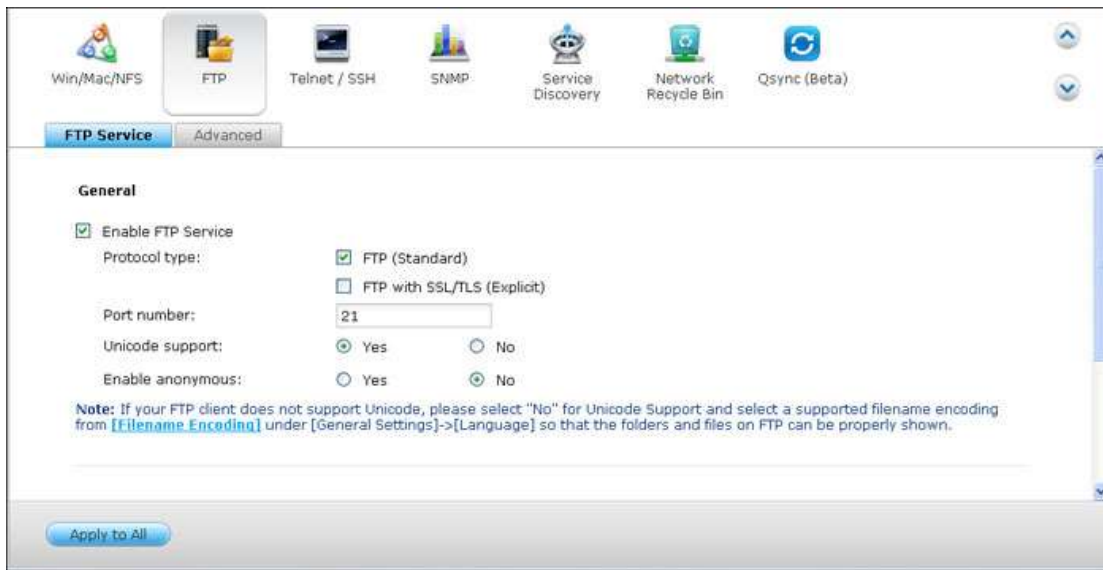 Win/Mac/NFS
FTP
Telnet / SSH
SNMP
Service
Discovery
Network
Recycle Bin
Qsync (Beta)
FTP Service
Advanced
General
Enable FTP Service
Protocol type:
FTP (Standard)
FTP with SSL/TLS (Explicit)
Port number:
21
Unicode support:
Yes
No
Enable anonymous:
Yes
No
Note: If your FTP client does not support Unicode, please select "No" for Unicode Support and select a supported filename encoding
from [Filename Encoding] under [General Settings]->[Language] so that the folders and files on FTP can be properly shown.
Apply to All